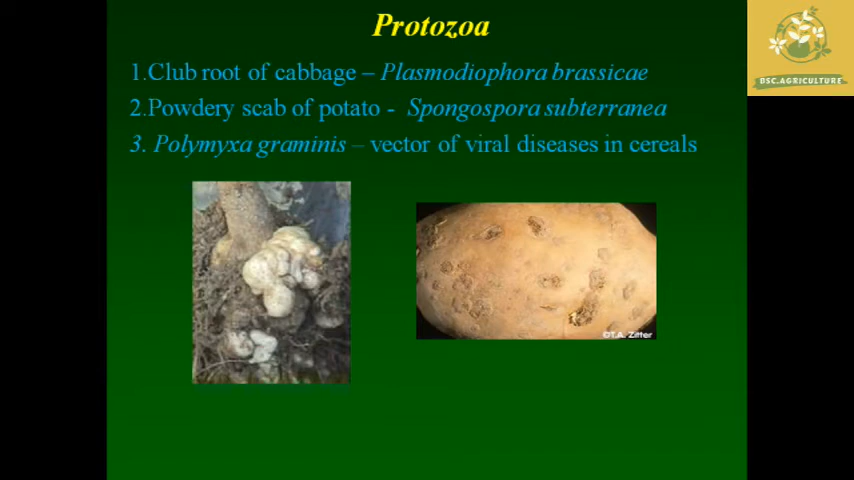 Protozoa
1.Club root of cabbage – Plasmodiophora brassicae
2.Powdery scab of potato - Spongospora subterranea
3. Polymyxa graminis – vector of viral diseases in cereals
©T.A. Zitter
BSC.AGRICULTURE